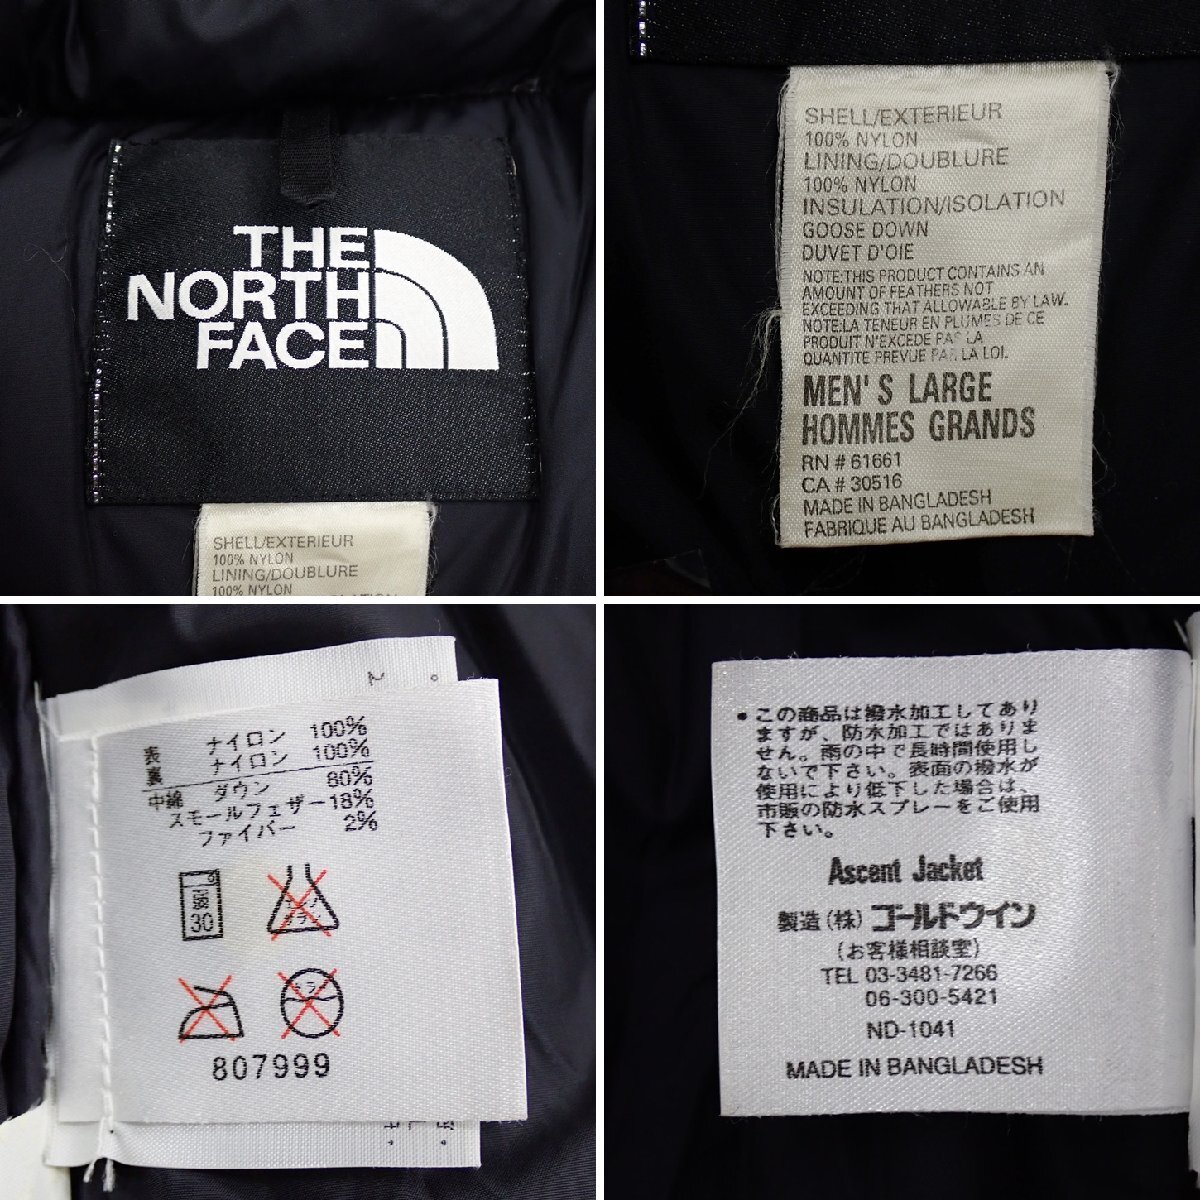 THE
NORTH
FACE
SHELL/EXTERIEUR
100% NYLON
LINING/DOUBLURE
100% NYLON
SHELL/EXTERIEUR
100% NYLON
LINING/DOUBLURE
100% NYLON
INSULATION/ISOLATION
GOOSE DOWN
DUVET D'OIE
NOTE:THIS PRODUCT CONTAINS AN
AMOUNT OF FEATHERS NOT
EXCEEDING THAT ALLOWABLE BY LAW.
NOTE:LA TENEUR EN PLUMES DE CE
PRODUIT N'EXCEDE PAS LA
QUANTITE PREVUE PAR LA LOI.
MEN'S LARGE
HOMMES GRANDS
RN # 61661
CA # 30516
MADE IN BANGLADESH
FABRIQUE AU BANGLADESH
表 ナイロン 100%
裏 ナイロン 100%
中綿 ダウン 80%
スモールフェザー 18%
ファイバー 2%
30
807999
・この商品は撥水加工してあり
ますが、防水加工ではありま
せん。雨の中で長時間使用し
ないで下さい。表面の撥水が
使用により低下した場合は、
市販の防水スプレーをご使用
下さい。
Ascent Jacket
製造(株)ゴールドウイン
(お客様相談室)
TEL 03-3481-7266
06-300-5421
ND-1041
MADE IN BANGLADESH